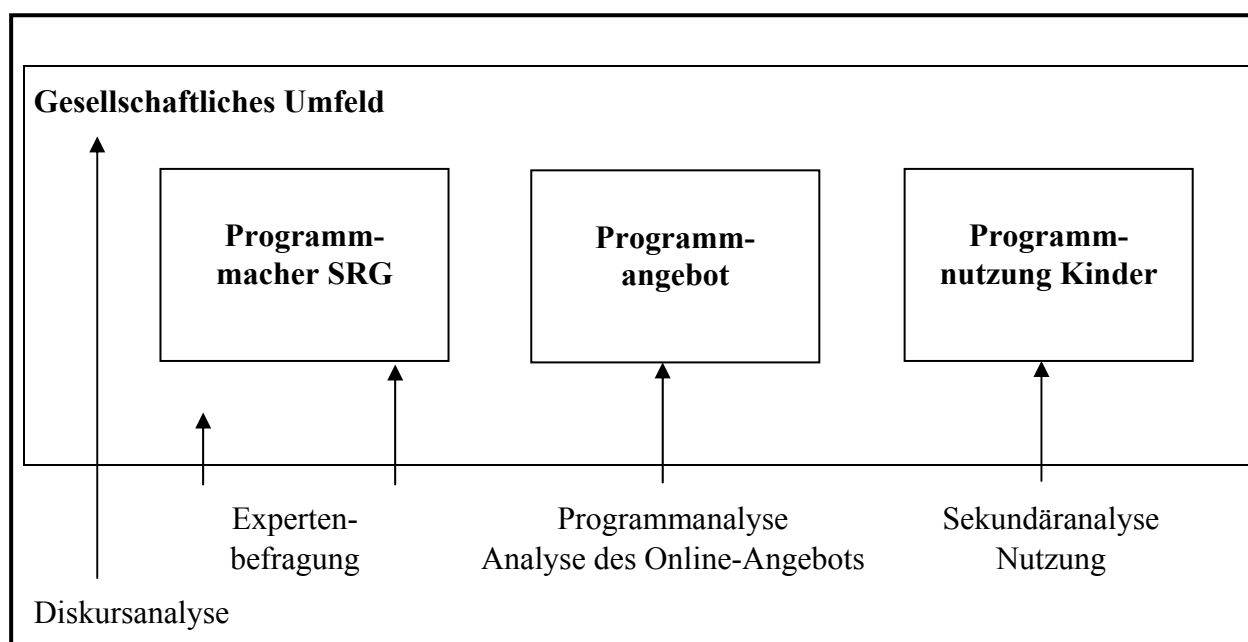 Gesellschaftliches Umfeld
Programm-
macher SRG
Programm-
angebot
Programm-
nutzung Kinder
Experten-
befragung
Programmanalyse
Analyse des Online-Angebots
Sekundäranalyse
Nutzung
Diskursanalyse